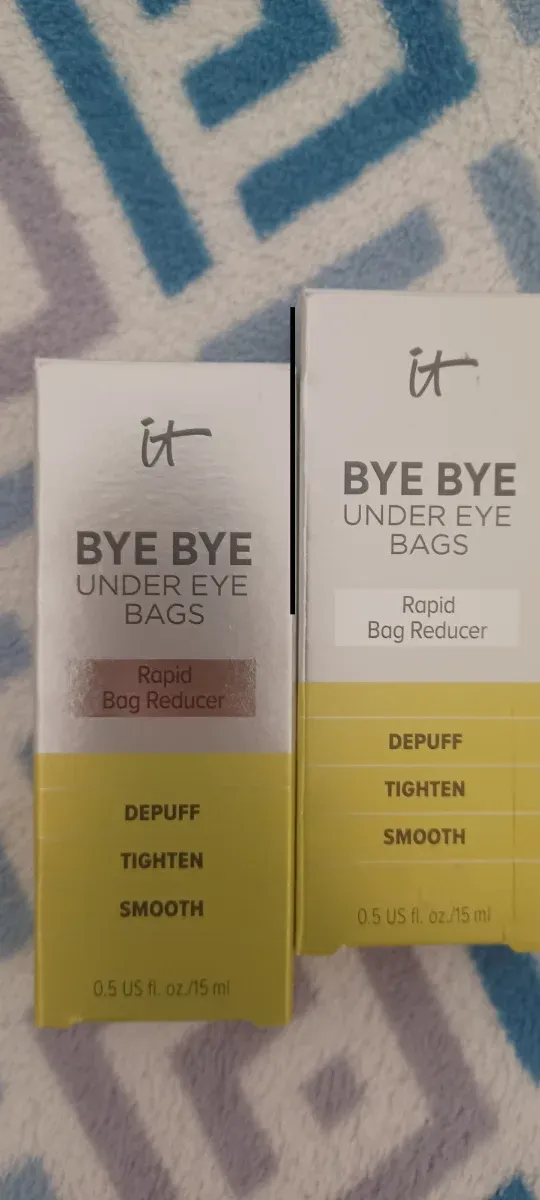 it
BYE BYE
UNDER EYE
BAGS
Rapid
Bag Reducer
DEPUFF
TIGHTEN
SMOOTH
0.5 US fl. oz./15 ml
it
BYE BYE
UNDER EYE
BAGS
Rapid
Bag Reducer
DEPUFF
TIGHTEN
SMOOTH
0.5 US fl. oz./15 ml